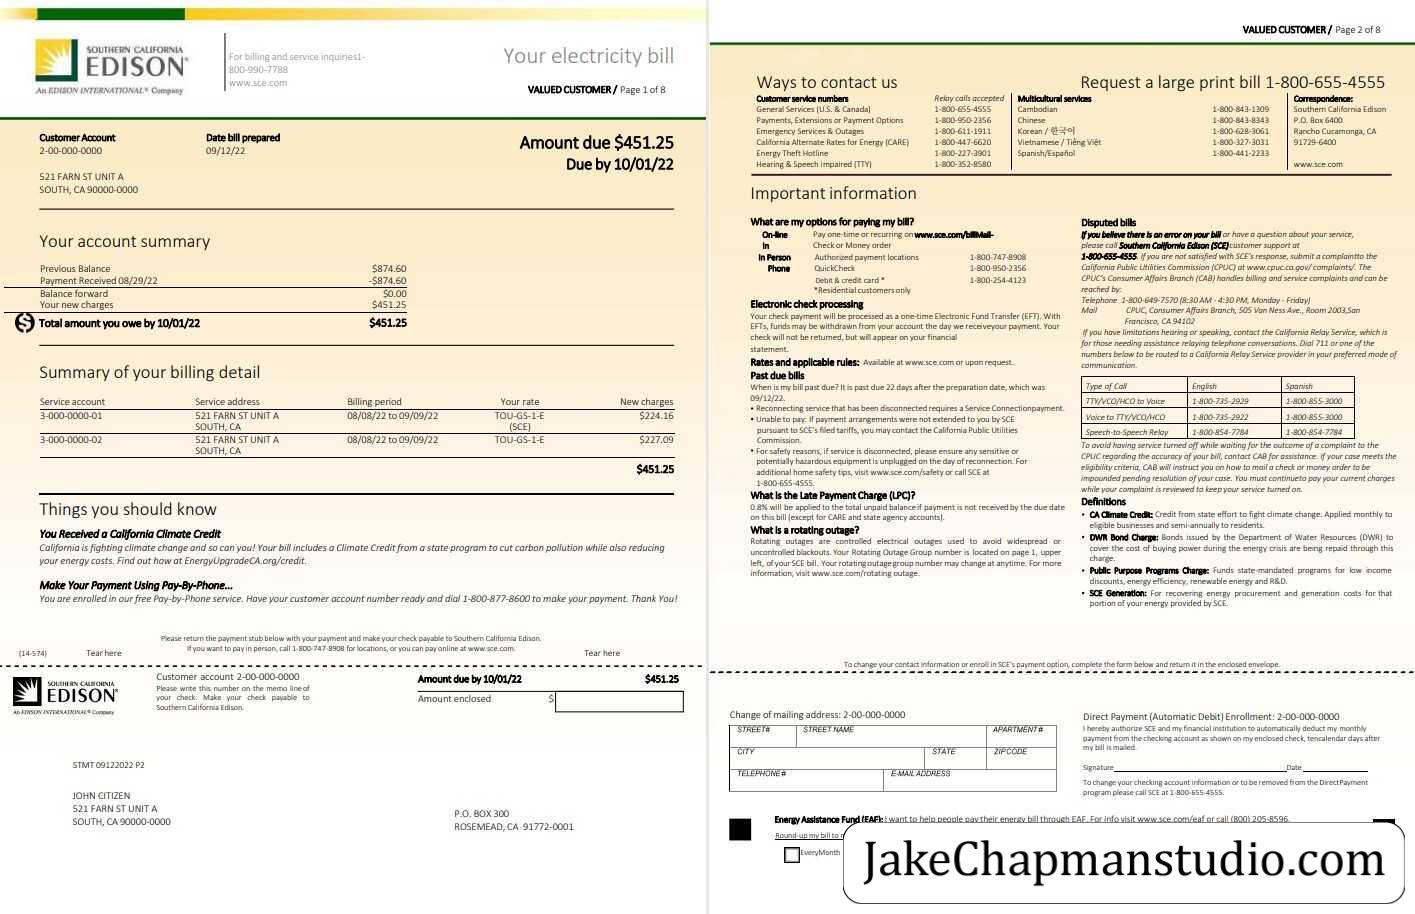 SOUTHERN CALIFORNIA
EDISON
An EDISON INTERNATIONAL® Company
For billing and service inquiries1-
800-990-7788
www.sce.com
Your electricity bill
VALUED CUSTOMER / Page 1 of 8
Customer Account
2-00-000-0000
Date bill prepared
09/12/22
Amount due $451.25
Due by 10/01/22
521 FARN ST UNIT A
SOUTH, CA 90000-0000
Your account summary
Previous Balance $874.60
Payment Received 08/29/22 -$874.60
Balance forward $0.00
Your new charges $451.25
Total amount you owe by 10/01/22 $451.25
Summary of your billing detail
Service account Service address Billing period Your rate New charges
3-000-0000-01 521 FARN ST UNIT A 08/08/22 to 09/09/22 TOU-GS-1-E $224.16
SOUTH, CA (SCE)
3-000-0000-02 521 FARN ST UNIT A 08/08/22 to 09/09/22 TOU-GS-1-E $227.09
SOUTH, CA
$451.25
Things you should know
You Received a California Climate Credit
California is fighting climate change and so can you! Your bill includes a Climate Credit from a state program to cut carbon pollution while also reducing
your energy costs. Find out how at EnergyUpgradeCA.org/credit.
Make Your Payment Using Pay-By-Phone...
You are enrolled in our free Pay-by-Phone service. Have your customer account number ready and dial 1-800-877-8600 to make your payment. Thank You!
Please return the payment stub below with your payment and make your check payable to Southern California Edison.
If you want to pay in person, call 1-800-747-8908 for locations, or you can pay online at www.sce.com.
(14-574) Tear here Tear here
SOUTHERN CALIFORNIA
EDISON
An EDISON INTERNATIONAL® Company
Customer account 2-00-000-0000
Please write this number on the memo line of
your check. Make your check payable to
Southern California Edison.
Amount due by 10/01/22 $451.25
Amount enclosed $
STMT 09122022 P2
JOHN CITIZEN
521 FARN ST UNIT A
SOUTH, CA 90000-0000
P.O. BOX 300
ROSEMEAD, CA 91772-0001
VALUED CUSTOMER / Page 2 of 8
Ways to contact us
Request a large print bill 1-800-655-4555
Customer service numbers Relay calls accepted
General Services (U.S. & Canada) 1-800-655-4555
Payments, Extensions or Payment Options 1-800-950-2356
Emergency Services & Outages 1-800-611-1911
California Alternate Rates for Energy (CARE) 1-800-447-6620
Energy Theft Hotline 1-800-227-3901
Hearing & Speech impaired (TTY) 1-800-352-8580
Multicultural services
Cambodian 1-800-843-1309
Chinese 1-800-843-8343
Korean / 한국어 1-800-628-3061
Vietnamese / Tiếng Việt 1-800-327-3031
Spanish/Español 1-800-441-2233
Correspondence:
Southern California Edison
P.O. Box 6400
Rancho Cucamonga, CA
91729-6400
www.sce.com
Important information
What are my options for paying my bill?
On-line Pay one-time or recurring on www.sce.com/billMail-
In Check or Money order
In Person Authorized payment locations 1-800-747-8908
Phone QuickCheck 1-800-950-2356
Debit & credit card * 1-800-254-4123
*Residential customers only
Electronic check processing
Your check payment will be processed as a one-time Electronic Fund Transfer (EFT). With
EFTs, funds may be withdrawn from your account the day we receiveyour payment. Your
check will not be returned, but will appear on your financial
statement.
Rates and applicable rules: Available at www.sce.com or upon request.
Past due bills
When is my bill past due? It is past due 22 days after the preparation date, which was
09/12/22.
• Reconnecting service that has been disconnected requires a Service Connectionpayment.
• Unable to pay: If payment arrangements were not extended to you by SCE
pursuant to SCE's filed tariffs, you may contact the California Public Utilities
Commission.
• For safety reasons, if service is disconnected, please ensure any sensitive or
potentially hazardous equipment is unplugged on the day of reconnection. For
additional home safety tips, visit www.sce.com/safety or call SCE at
1-800-655-4555.
What is the Late Payment Charge (LPC)?
0.8% will be applied to the total unpaid balance if payment is not received by the due date
on this bill (except for CARE and state agency accounts).
What is a rotating outage?
Rotating outages are controlled electrical outages used to avoid widespread or
uncontrolled blackouts. Your Rotating Outage Group number is located on page 1, upper
left, of your SCE bill. Your rotating outage group number may change at anytime. For more
information, visit www.sce.com/rotating outage.
Disputed bills
If you believe there is an error on your bill or have a question about your service,
please call Southern California Edison (SCE) customer support at
1-800-655-4555. If you are not satisfied with SCE's response, submit a complaintto the
California Public Utilities Commission (CPUC) at www.cpuc.ca.gov/ complaints/. The
CPUC's Consumer Affairs Branch (CAB) handles billing and service complaints and can be
reached by:
Telephone 1-800-649-7570 (8:30 AM - 4:30 PM, Monday - Friday)
Mail CPUC, Consumer Affairs Branch, 505 Van Ness Ave., Room 2003,San
Francisco, CA 94102
If you have limitations hearing or speaking, contact the California Relay Service, which is
for those needing assistance relaying telephone conversations. Dial 711 or one of the
numbers below to be routed to a California Relay Service provider in your preferred mode of
communication.
Type of Call English Spanish
TTY/VCO/HCO to Voice 1-800-735-2929 1-800-855-3000
Voice to TTY/VCO/HCO 1-800-735-2922 1-800-855-3000
Speech-to-Speech Relay 1-800-854-7784 1-800-854-7784
To avoid having service turned off while waiting for the outcome of a complaint to the
CPUC regarding the accuracy of your bill, contact CAB for assistance. If your case meets the
eligibility criteria, CAB will instruct you on how to mail a check or money order to be
impounded pending resolution of your case. You must continueto pay your current charges
while your complaint is reviewed to keep your service turned on.
Definitions
• CA Climate Credit: Credit from state effort to fight climate change. Applied monthly to
eligible businesses and semi-annually to residents.
• DWR Bond Charge: Bonds issued by the Department of Water Resources (DWR) to
cover the cost of buying power during the energy crisis are being repaid through this
charge.
• Public Purpose Programs Charge: Funds state-mandated programs for low income
discounts, energy efficiency, renewable energy and R&D.
• SCE Generation: For recovering energy procurement and generation costs for that
portion of your energy provided by SCE.
To change your contact information or enroll in SCE's payment option, complete the form below and return it in the enclosed envelope.
Change of mailing address: 2-00-000-0000
STREET# STREET NAME APARTMENT#
CITY STATE ZIPCODE
TELEPHONE# E-MAIL ADDRESS
Direct Payment (Automatic Debit) Enrollment: 2-00-000-0000
I hereby authorize SCE and my financial institution to automatically deduct my monthly
payment from the checking account as shown on my enclosed check, tencalendar days after
my bill is mailed.
Signature Date
To change your checking account information or to be removed from the DirectPayment
program please call SCE at 1-800-655-4555.
Energy Assistance Fund (EAF): I want to help people pay their energy bill through EAF. For info visit www.sce.com/eaf or call (800) 205-8596.
Round-up my bill to
EveryMonth
JakeChapmanstudio.com